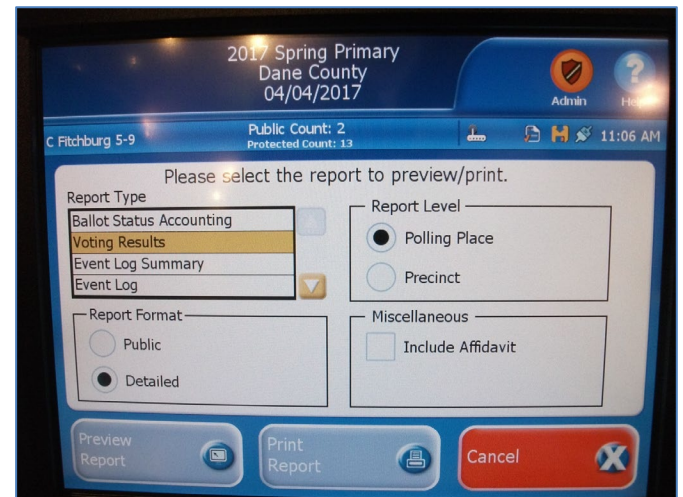 2017 Spring Primary
Dane County
04/04/2017
Admin
Help
C Fitchburg 5-9
Public Count: 2
Protected Count: 13
11:06 AM
Please select the report to preview/print.
Report Type
Ballot Status Accounting
Voting Results
Event Log Summary
Event Log
Report Level
Polling Place
Precinct
Report Format
Public
Detailed
Miscellaneous
Include Affidavit
Preview
Report
Print
Report
Cancel